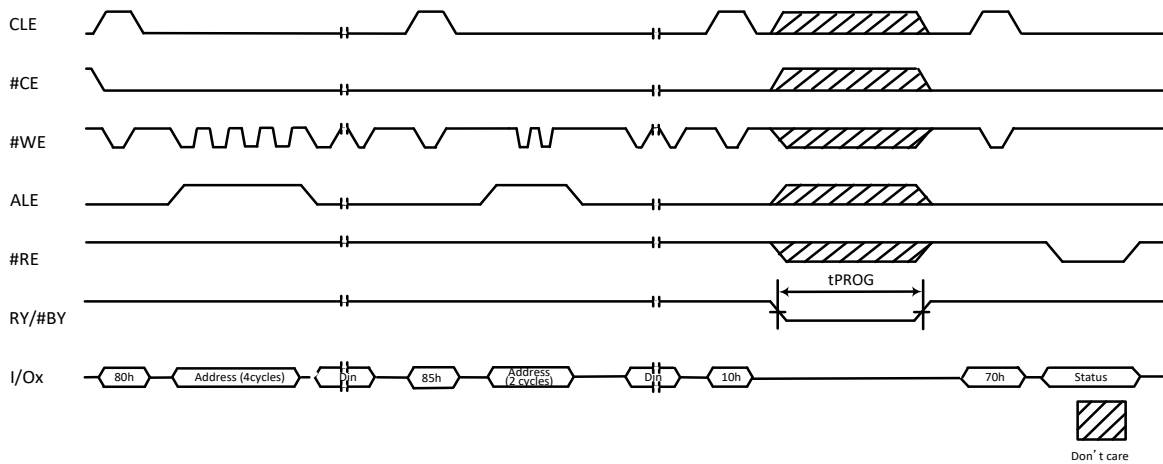 CLE
#CE
#WE
ALE
#RE
tPROG
RY/#BY
I/Ox
80h
Address (4cycles)
Din
85h
Address
(2 cycles)
Din
10h
70h
Status
Don’t care